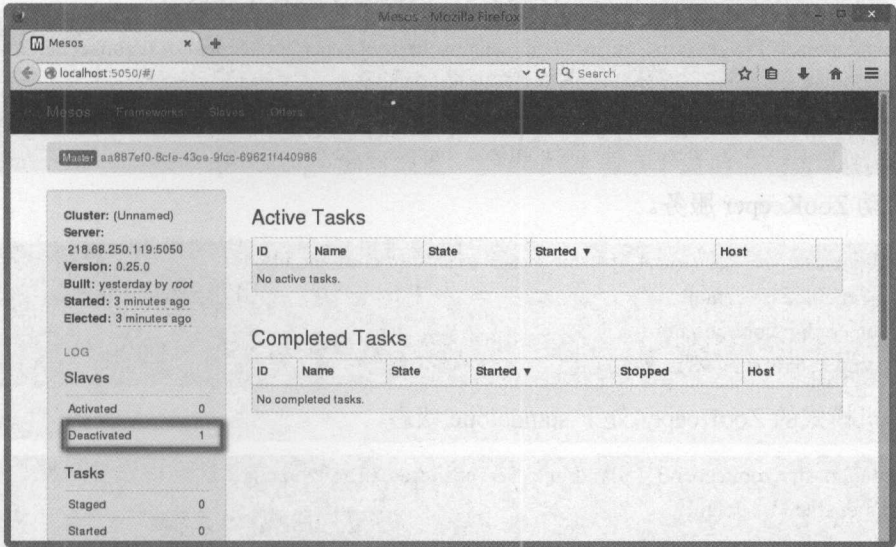 Mesos - Mozilla Firefox
Mesos
localhost:5050/#/
Search
Mesos Frameworks Slaves Offers
Master aa887ef0-8cfe-43ce-9fcc-69621f440986
Cluster: (Unnamed)
Server:
218.68.250.119:5050
Version: 0.25.0
Built: yesterday by root
Started: 3 minutes ago
Elected: 3 minutes ago
LOG
Slaves
Activated 0
Deactivated 1
Tasks
Staged 0
Started 0
Active Tasks
ID Name State Started ▼ Host
No active tasks.
Completed Tasks
ID Name State Started ▼ Stopped Host
No completed tasks.